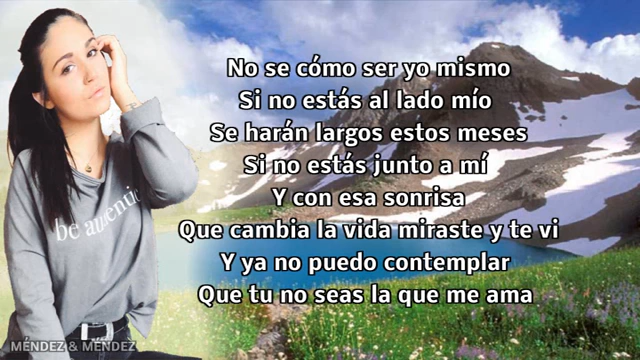 No se cómo ser yo mismo
Si no estás al lado mío
Se harán largos estos meses
Si no estás junto a mí
Y con esa sonrisa
Que cambia la vida miraste y te vi
Y ya no puedo contemplar
Que tu no seas la que me ama
be authentic
MÉNDEZ & MÉNDEZ